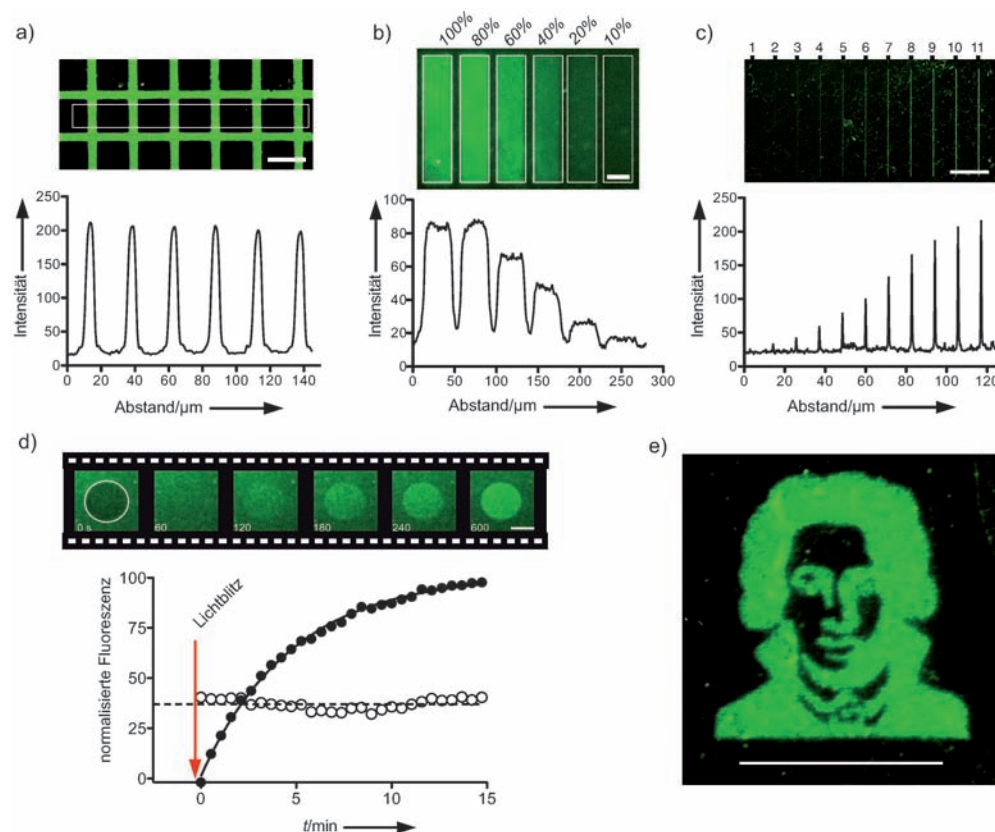 a)
250
200
150
100
50
0
Intensität
0 20 40 60 80 100 120 140
Abstand/µm
b)
100% 80% 60% 40% 20% 10%
100
80
60
40
20
0
Intensität
0 50 100 150 200 250 300
Abstand/µm
c)
1 2 3 4 5 6 7 8 9 10 11
250
200
150
100
50
0
Intensität
0 20 40 60 80 100 120
Abstand/µm
d)
0 s 60 120 180 240 600
100
75
50
25
0
normalisierte Fluoreszenz
Lichtblitz
0 5 10 15
t/min
e)